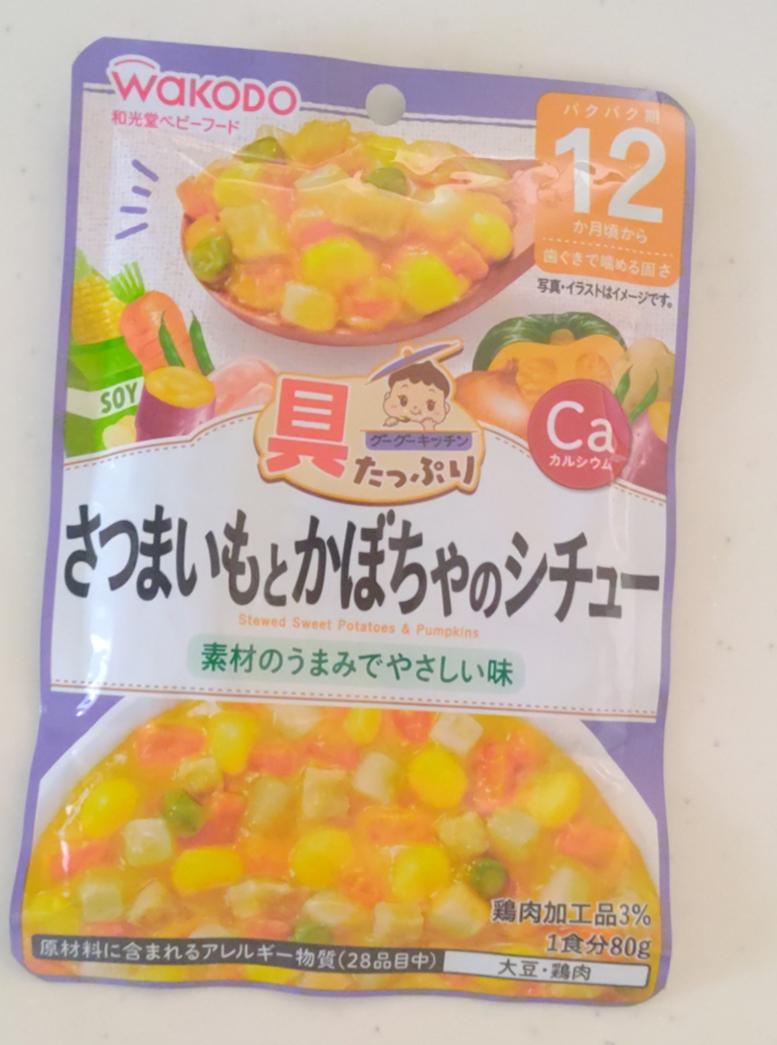 WAKODO
和光堂ベビーフード
パクパク期
12
か月頃から
歯ぐきで噛める固さ
写真・イラストはイメージです。
SOY
具
グーグーキッチン
たっぷり
Ca
カルシウム
さつまいもとかぼちゃのシチュー
Stewed Sweet Potatoes & Pumpkins
素材のうまみでやさしい味
鶏肉加工品3%
1食分80g
原材料に含まれるアレルギー物質(28品目中)
大豆・鶏肉